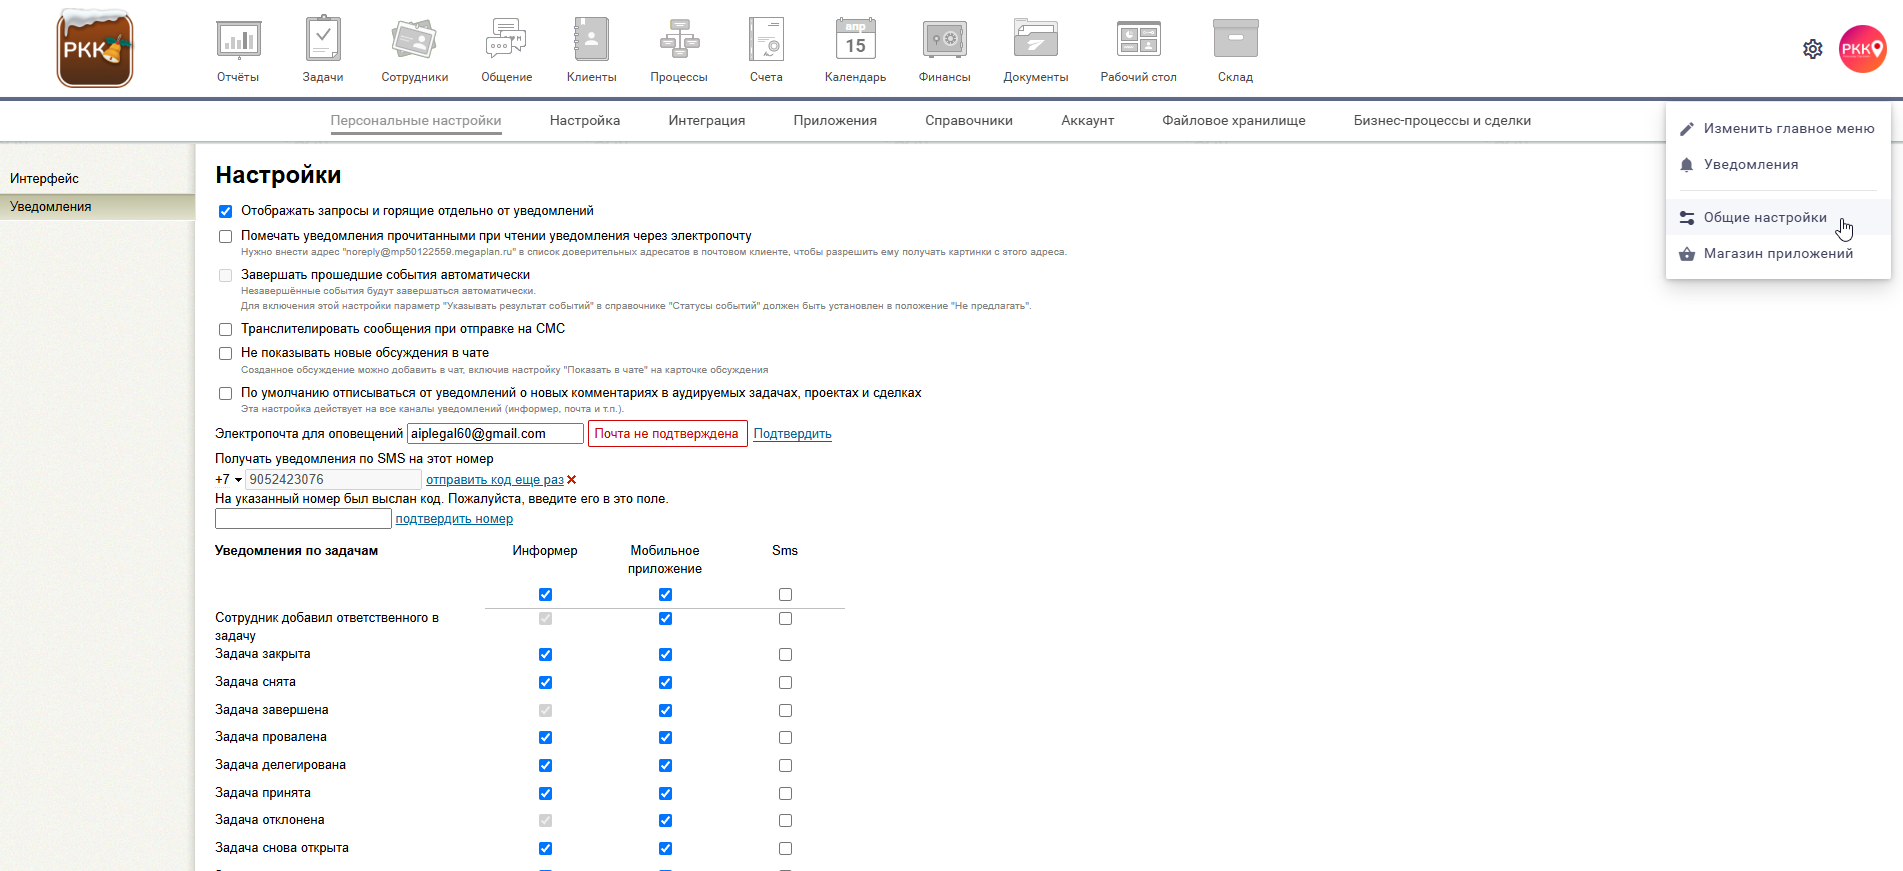 РКК
Отчёты
Задачи
Сотрудники
Общение
Клиенты
Процессы
Счета
апр
15
Календарь
Финансы
Документы
Рабочий стол
Склад
РКК
Персональные настройки
Настройка
Интеграция
Приложения
Справочники
Аккаунт
Файловое хранилище
Бизнес-процессы и сделки
Изменить главное меню
Уведомления
Общие настройки
Магазин приложений
Интерфейс
Уведомления
Настройки
Отображать запросы и горящие отдельно от уведомлений
Помечать уведомления прочитанными при чтении уведомления через электропочту
Нужно внести адрес "noreply@mp50122559.megaplan.ru" в список доверительных адресатов в почтовом клиенте, чтобы разрешить ему получать картинки с этого адреса.
Завершать прошедшие события автоматически
Незавершённые события будут завершаться автоматически.
Для включения этой настройки параметр "Указывать результат событий" в справочнике "Статусы событий" должен быть установлен в положение "Не предлагать".
Транслителировать сообщения при отправке на СМС
Не показывать новые обсуждения в чате
Созданное обсуждение можно добавить в чат, включив настройку "Показать в чате" на карточке обсуждения
По умолчанию отписываться от уведомлений о новых комментариях в аудируемых задачах, проектах и сделках
Эта настройка действует на все каналы уведомлений (информер, почта и т.п.).
Электропочта для оповещений aiplegal60@gmail.com Почта не подтверждена Подтвердить
Получать уведомления по SMS на этот номер
+7 9052423076 отправить код еще раз
На указанный номер был выслан код. Пожалуйста, введите его в это поле.
подтвердить номер
Уведомления по задачам Информер Мобильное приложение Sms
Сотрудник добавил ответственного в
задачу
Задача закрыта
Задача снята
Задача завершена
Задача провалена
Задача делегирована
Задача принята
Задача отклонена
Задача снова открыта